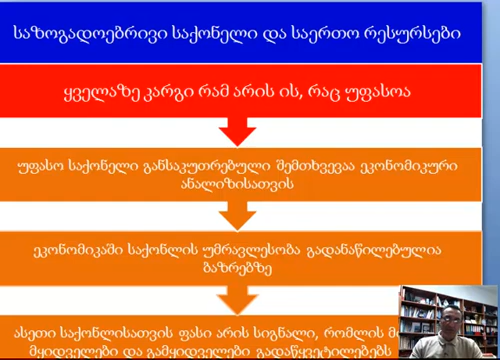 საზოგადოებრივი საქონელი და საერთო რესურსები
ყველაზე კარგი რამ არის ის, რაც უფასოა
უფასო საქონელი განსაკუთრებული შემთხვევაა ეკონომიკური
ანალიზისათვის
ეკონომიკაში საქონლის უმრავლესობა გადანაწილებულია
ბაზრებზე
ასეთი საქონლისათვის ფასი არის სიგნალი, რომლის
მყიდველები და გამყიდველები გადაწყვეტილებებს